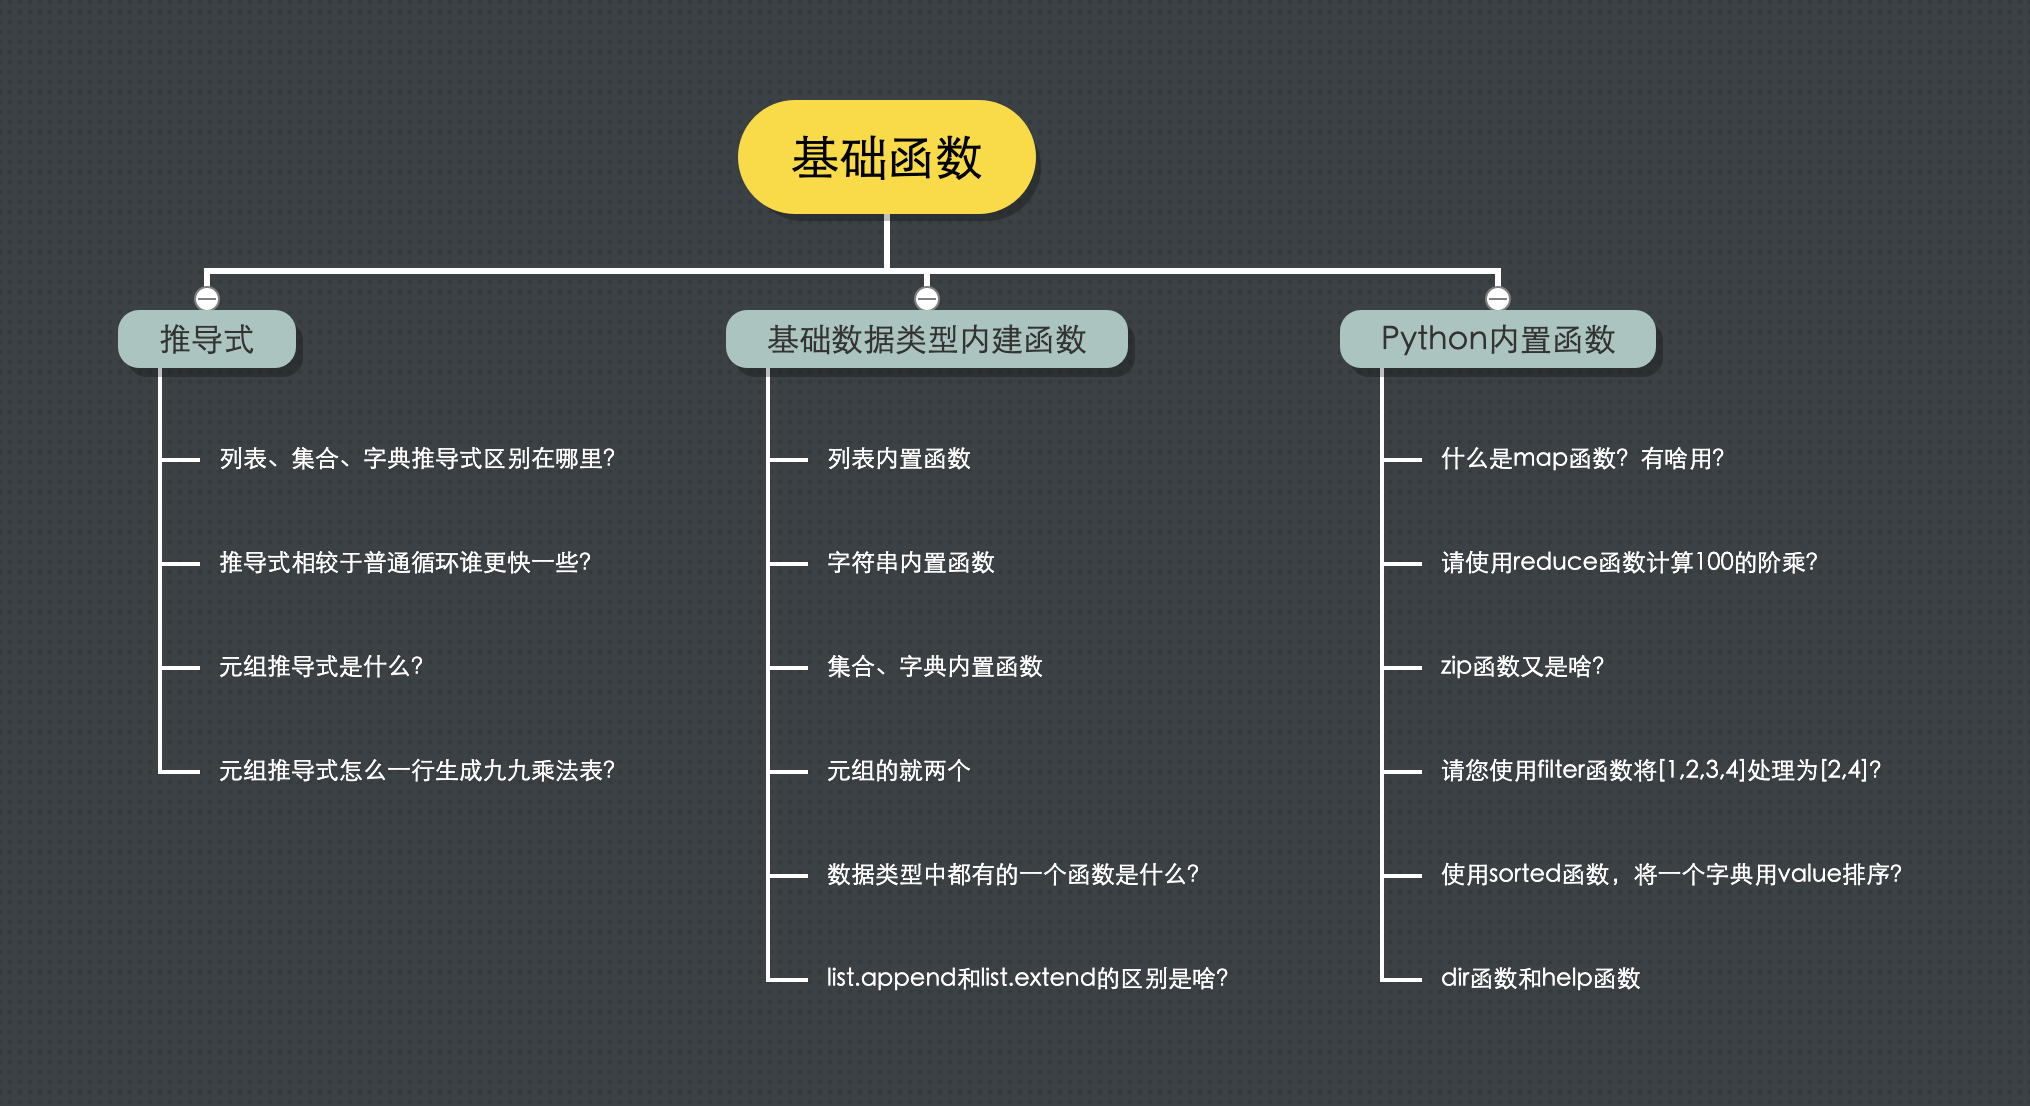 基础函数
推导式
列表、集合、字典推导式区别在哪里?
推导式相较于普通循环谁更快一些?
元组推导式是什么?
元组推导式怎么一行生成九九乘法表?
基础数据类型内建函数
列表内置函数
字符串内置函数
集合、字典内置函数
元组的就两个
数据类型中都有的一个函数是什么?
list.append和list.extend的区别是啥?
Python内置函数
什么是map函数? 有啥用?
请使用reduce函数计算100的阶乘?
zip函数又是啥?
请您使用filter函数将[1,2,3,4]处理为[2,4]?
使用sorted函数，将一个字典用value排序?
dir函数和help函数